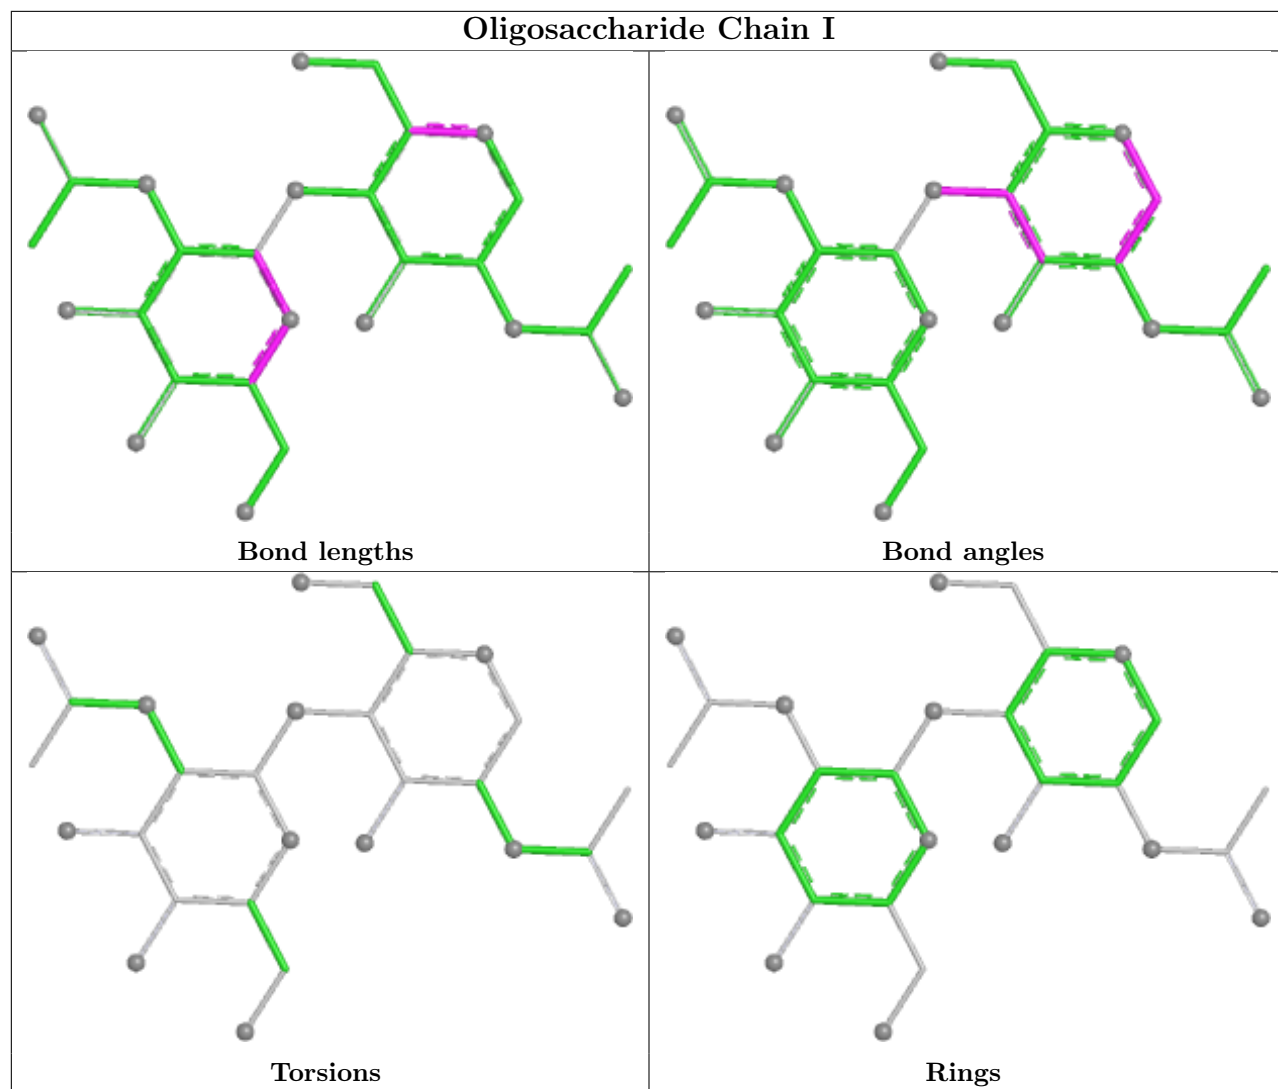 Oligosaccharide Chain I
Bond lengths
Bond angles
Torsions
Rings